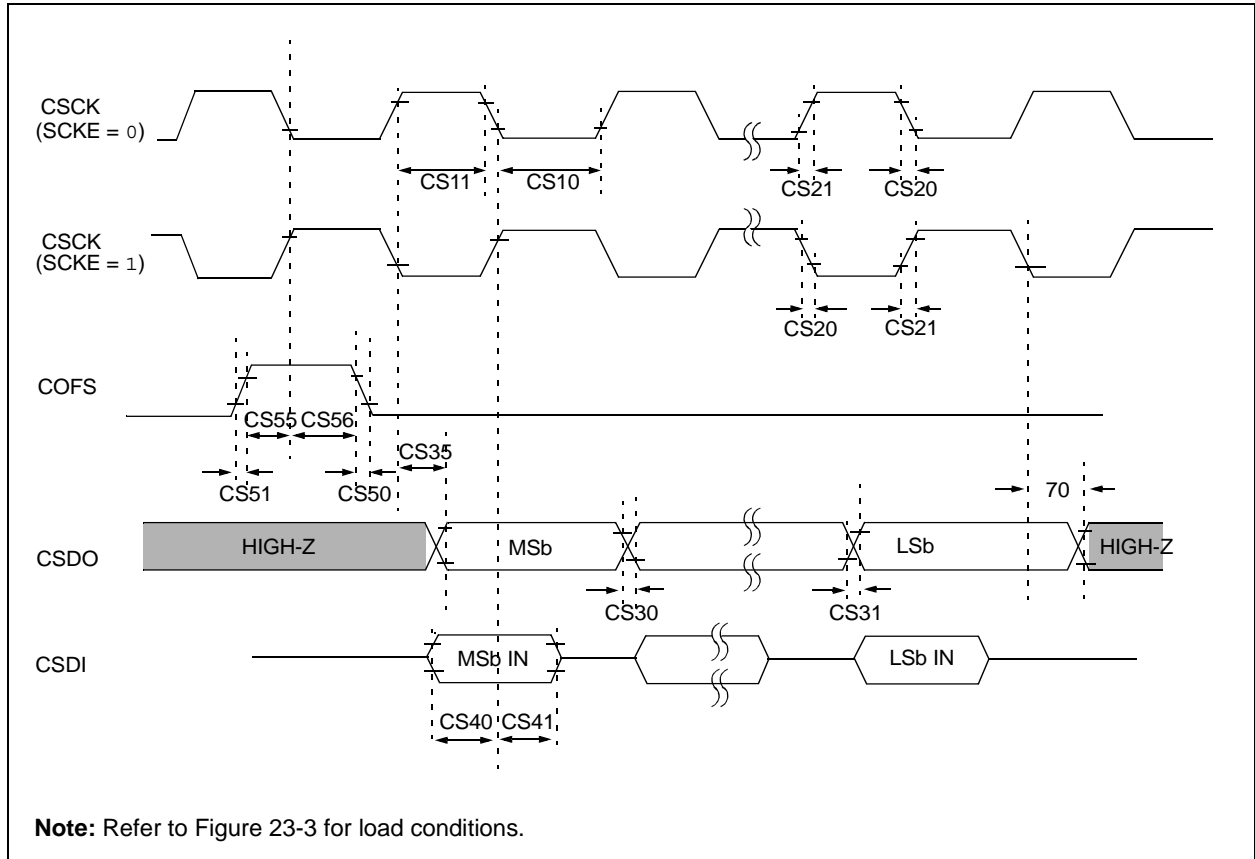 CSCK
(SCKE = 0)
CS11
CS10
CS21
CS20
CSCK
(SCKE = 1)
CS20
CS21
COFS
CS55
CS56
CS35
CS51
CS50
70
CSDO
HIGH-Z
MSb
LSb
HIGH-Z
CS30
CS31
CSDI
MSb IN
LSb IN
CS40
CS41
Note: Refer to Figure 23-3 for load conditions.